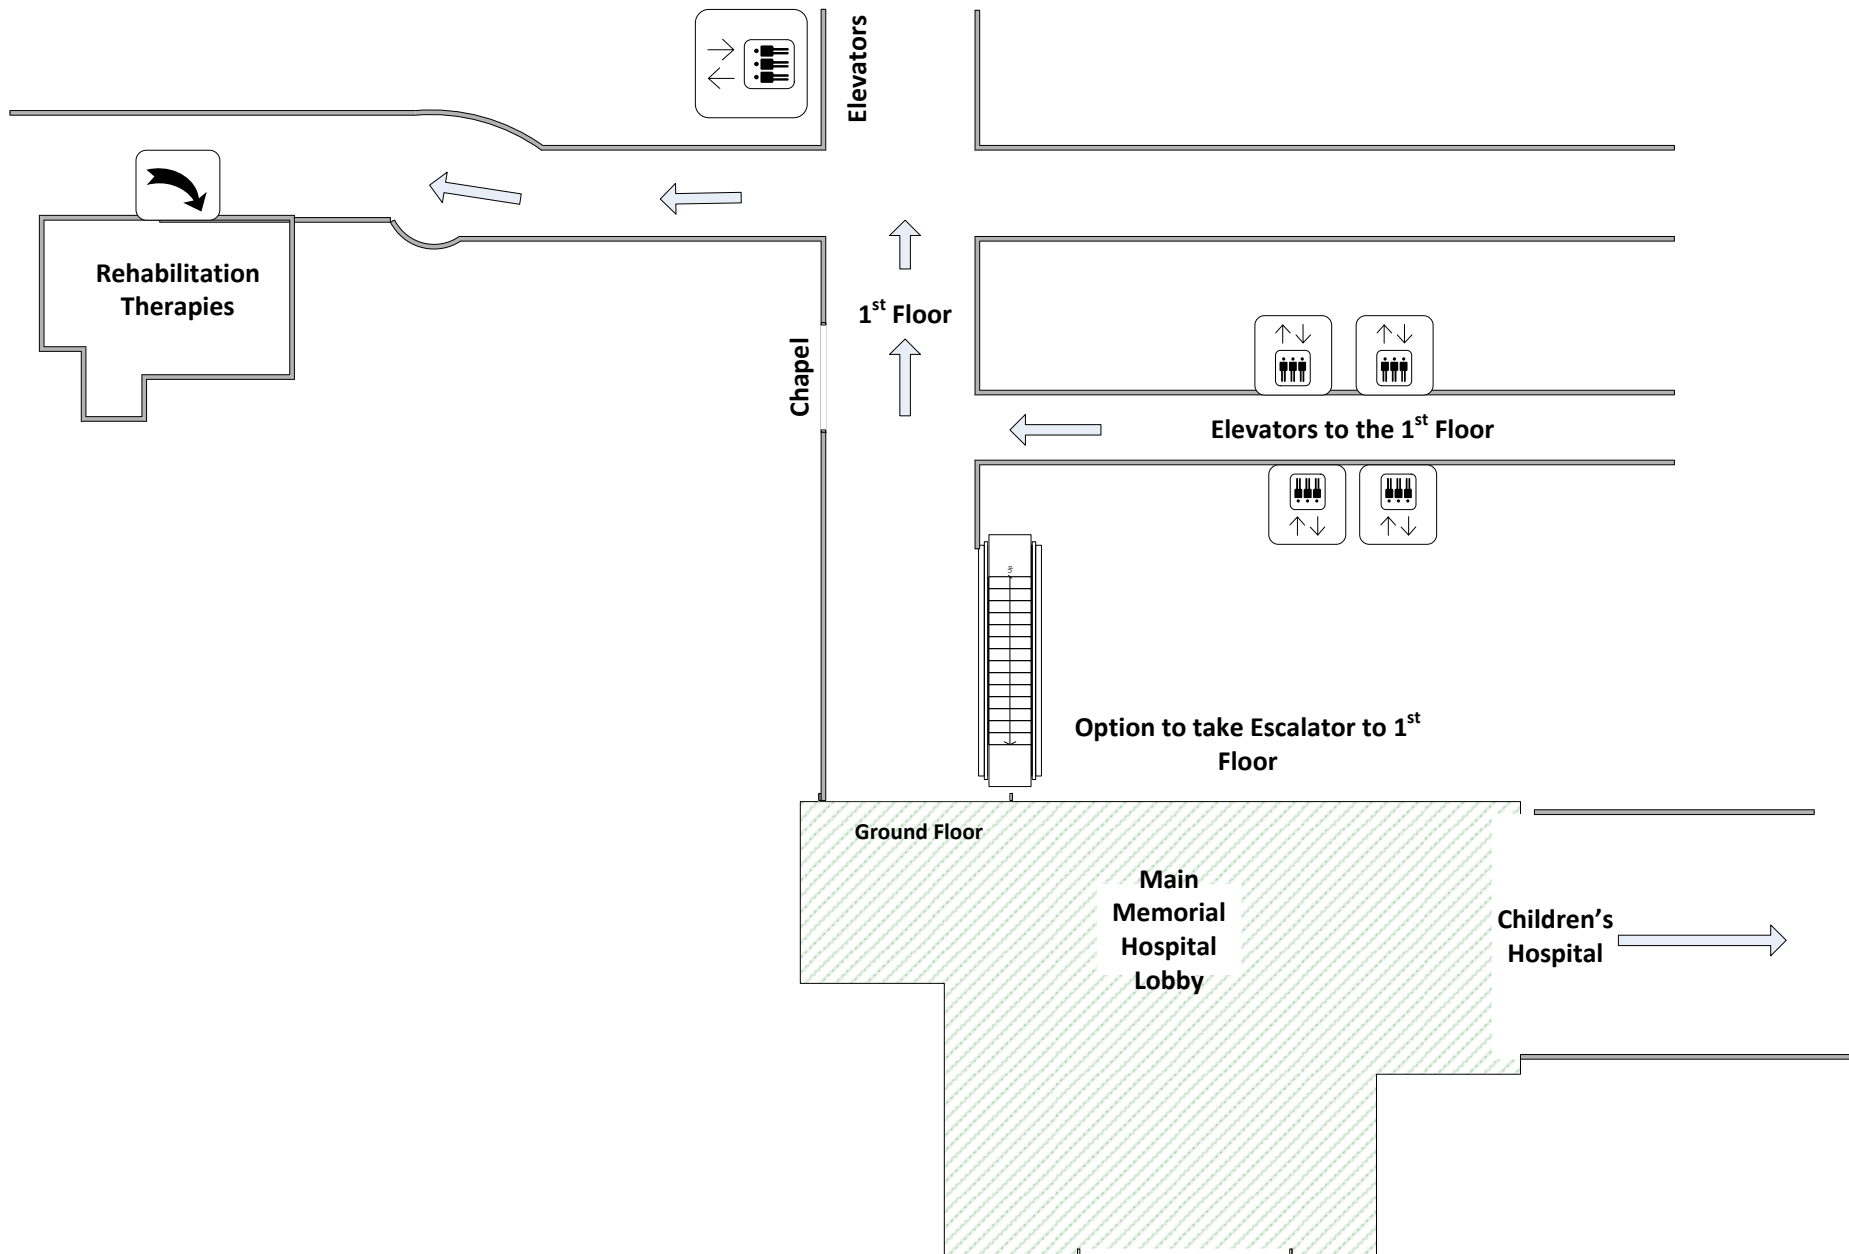 Elevators
Rehabilitation
Therapies
1st Floor
Chapel
Elevators to the 1st Floor
Up
Option to take Escalator to 1st
Floor
Ground Floor
Main
Memorial
Hospital
Lobby
Children's
Hospital